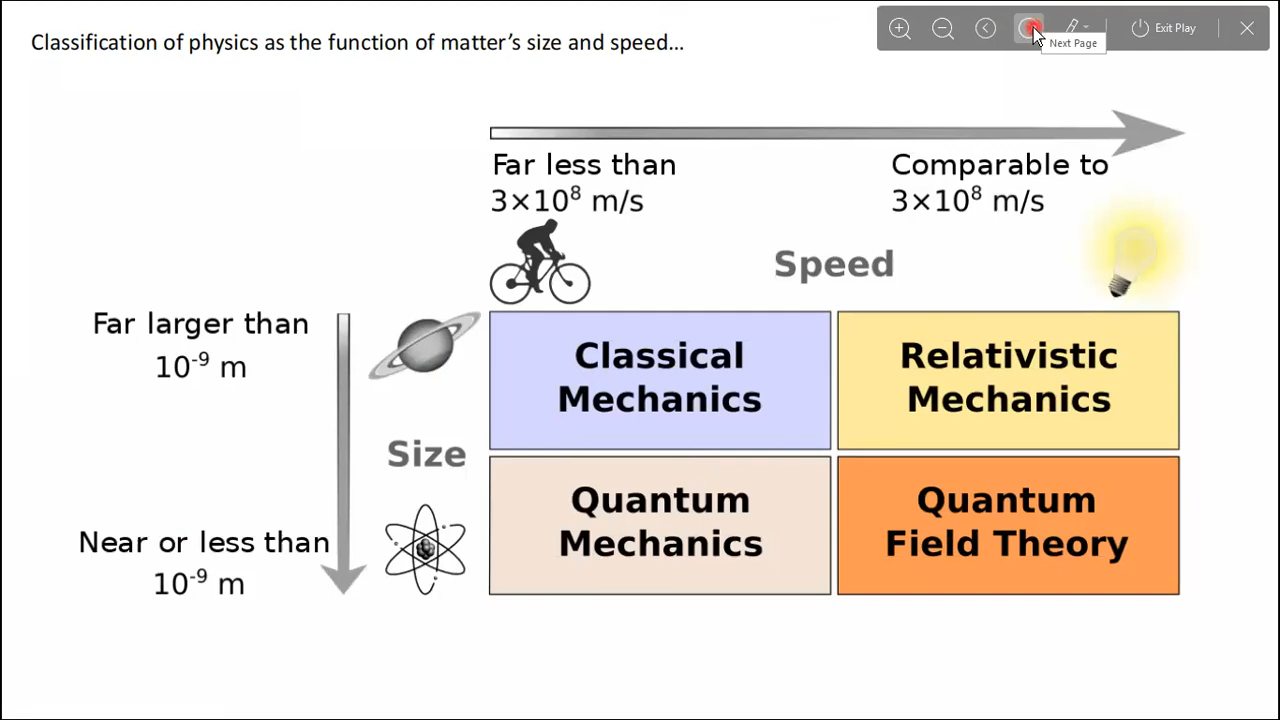 Classification of physics as the function of matter’s size and speed...
Exit Play
Next Page
Far less than
3×10⁸ m/s
Comparable to
3×10⁸ m/s
Speed
Far larger than
10⁻⁹ m
Classical
Mechanics
Relativistic
Mechanics
Size
Quantum
Mechanics
Quantum
Field Theory
Near or less than
10⁻⁹ m